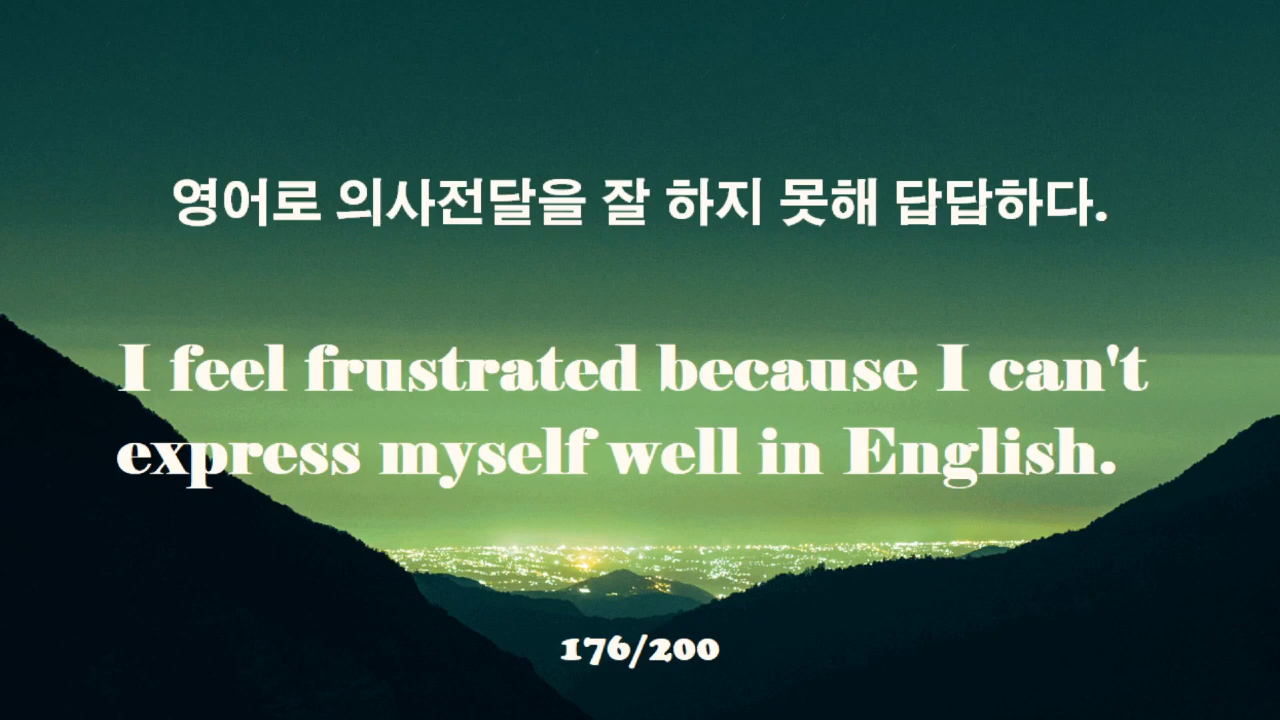 영어로 의사전달을 잘 하지 못해 답답하다.
I feel frustrated because I can't
express myself well in English.
176/200